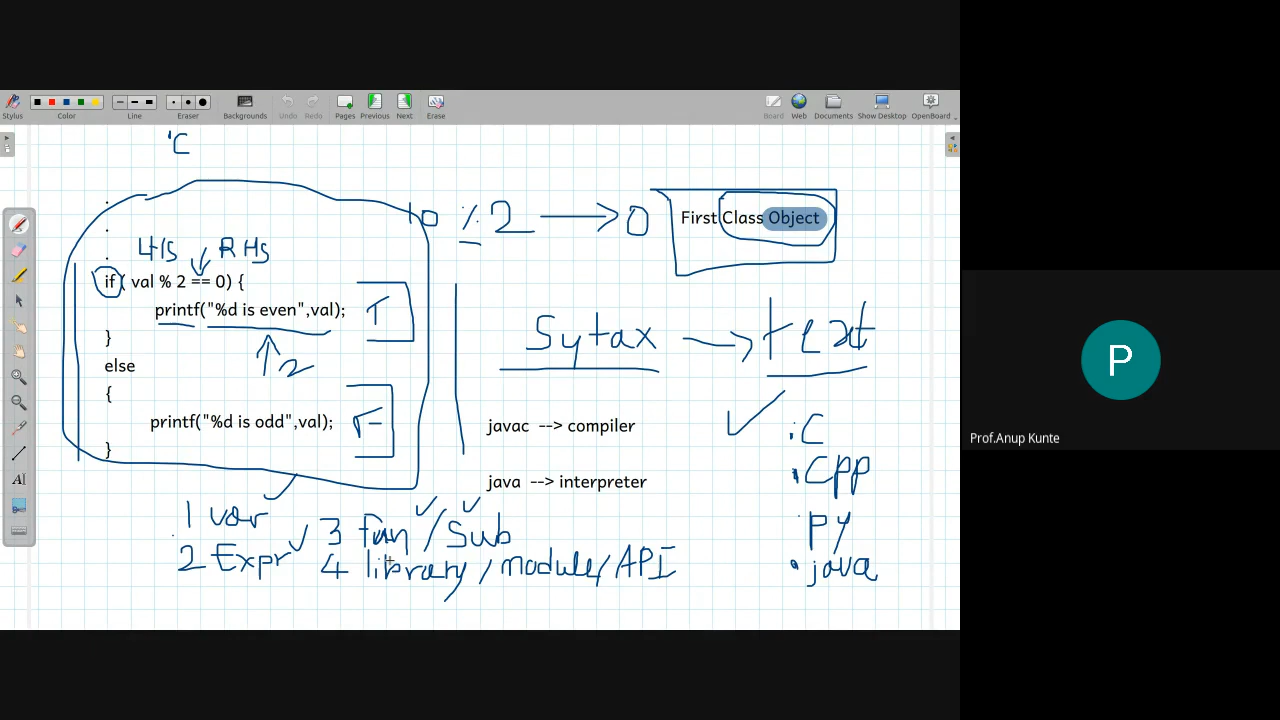 Stylus Color Line Eraser Backgrounds Undo Redo Pages Previous Next Erase Board Web Documents Show Desktop OpenBoard
'C
10 % 2 → 0
First Class Object
LHS RHS
if ( val % 2 == 0) {
printf("%d is even",val);
T
}
2
else
{
printf("%d is odd",val);
F
}
Sytax → text
javac --> compiler
java --> interpreter
.C
.Cpp
.py
.java
1 var
2 Expr
3 fun / Sub
4 library / module / API
P
Prof.Anup Kunte